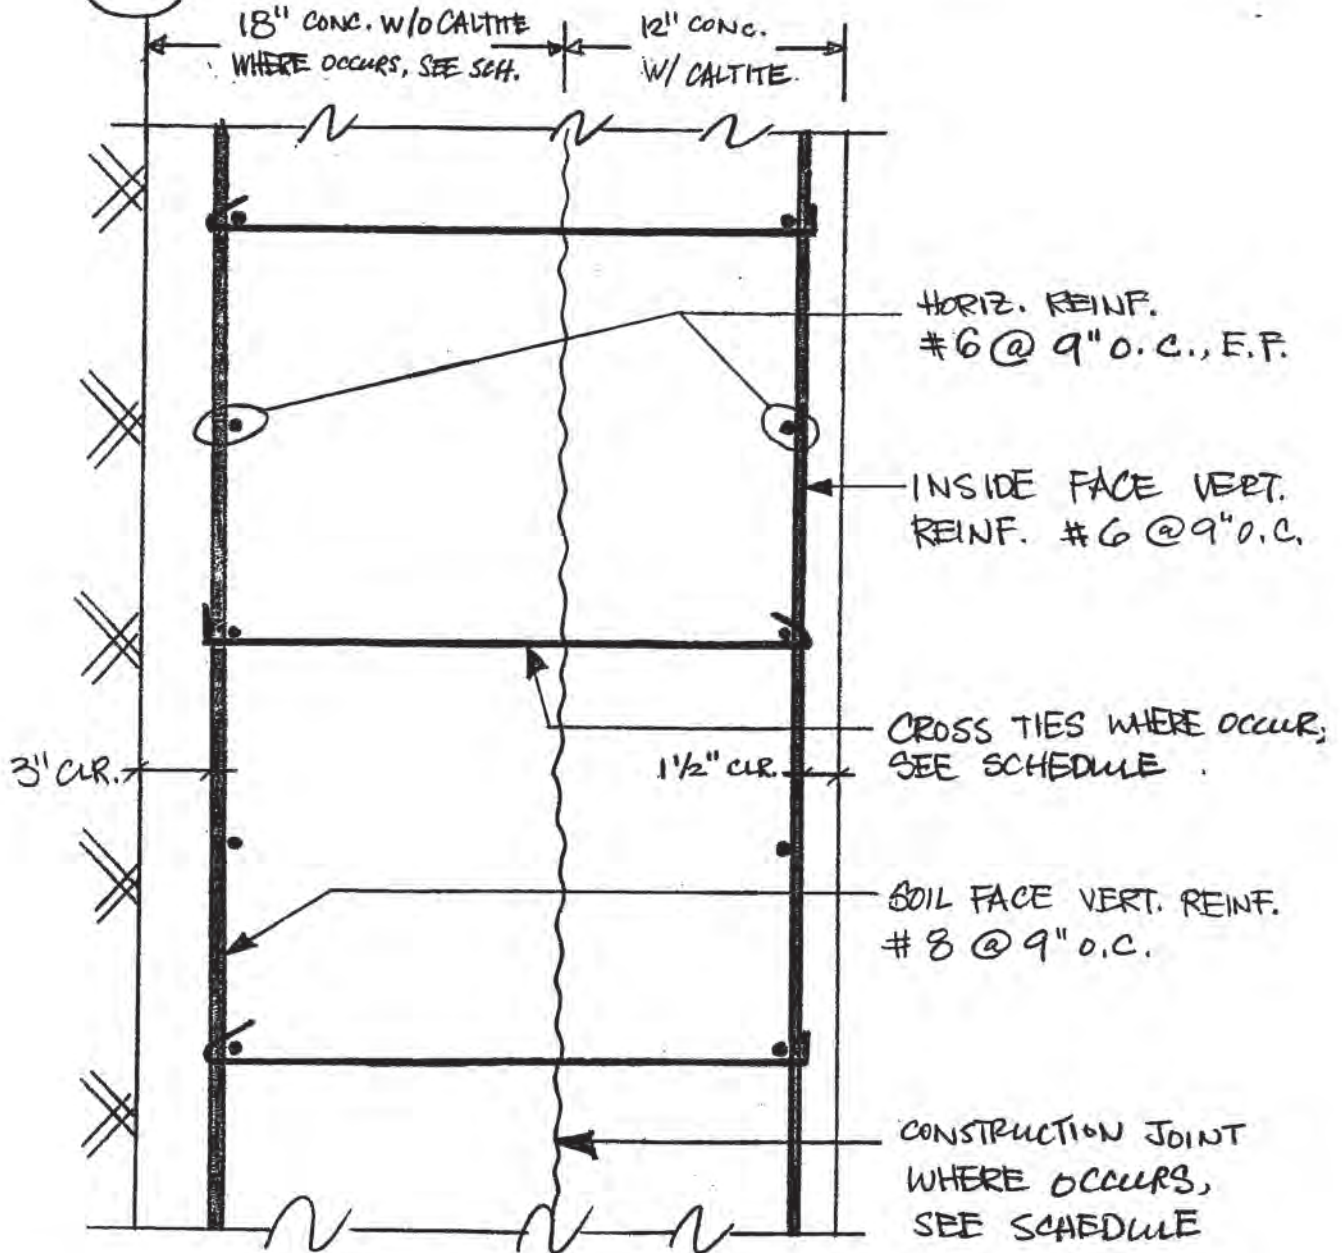 18" CONC. W/O CALTITE
WHERE OCCURS, SEE SCH.
12" CONC.
W/ CALTITE.
HORIZ. REINF.
#6 @ 9" O.C., E.F.
INSIDE FACE VERT.
REINF. #6 @ 9" O.C.
CROSS TIES WHERE OCCUR;
SEE SCHEDULE.
3" CLR.
1 1/2" CLR.
SOIL FACE VERT. REINF.
#8 @ 9" O.C.
CONSTRUCTION JOINT
WHERE OCCURS,
SEE SCHEDULE